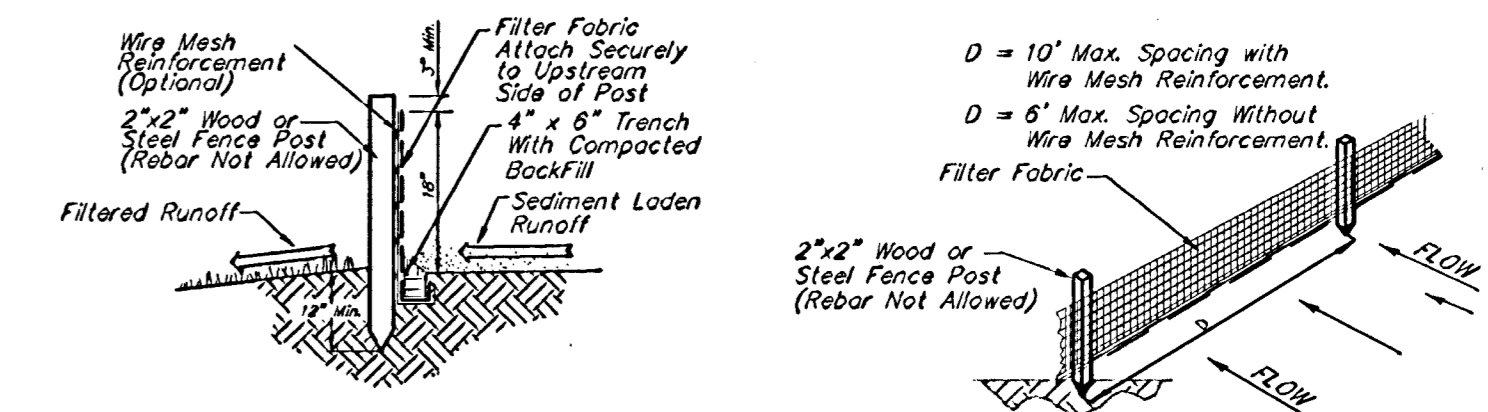 Wire Mesh
Reinforcement
(Optional)
2"x2" Wood or
Steel Fence Post
(Rebar Not Allowed)
Filtered Runoff
12" Min.
3" Min.
18"
Filter Fabric
Attach Securely
to Upstream
Side of Post
4" x 6" Trench
With Compacted
BackFill
Sediment Laden
Runoff
D = 10' Max. Spacing with
Wire Mesh Reinforcement.
D = 6' Max. Spacing Without
Wire Mesh Reinforcement.
Filter Fabric
2"x2" Wood or
Steel Fence Post
(Rebar Not Allowed)
D
FLOW
FLOW